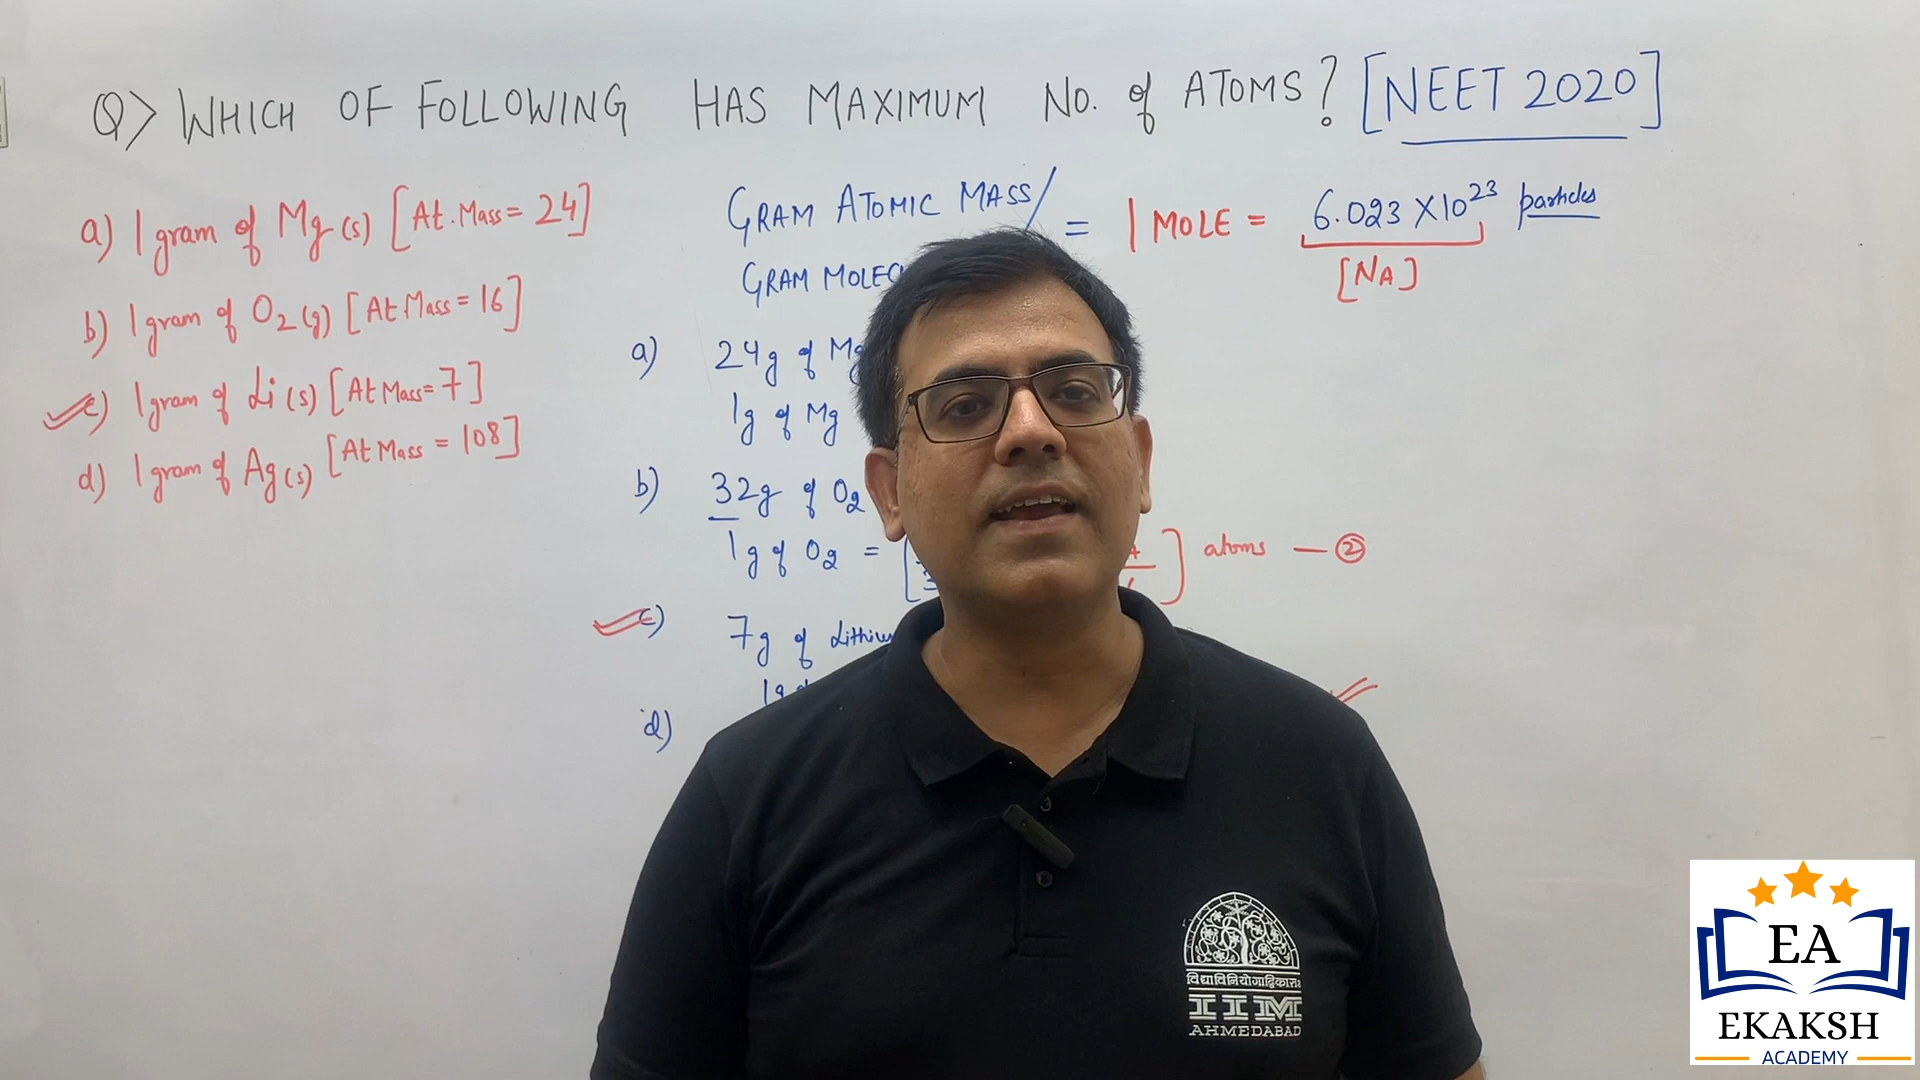 Q> WHICH OF FOLLOWING HAS MAXIMUM NO. of ATOMS? [NEET 2020]
a) 1 gram of Mg (s) [At. Mass = 24]
b) 1 gram of O2 (g) [At. Mass = 16]
c) 1 gram of Li (s) [At Mass = 7]
d) 1 gram of Ag (s) [At Mass = 108]
GRAM ATOMIC MASS/ = 1 MOLE = 6.023 X 10^23 particles
GRAM [NA]
a) 24g of Mg
1g of Mg
b) 32g of O2
1g of O2 = [ ] atoms — ②
c) 7g of
d)
विद्याविनियोगाद्विकासः
IIM
AHMEDABAD
EA
EKAKSH
ACADEMY